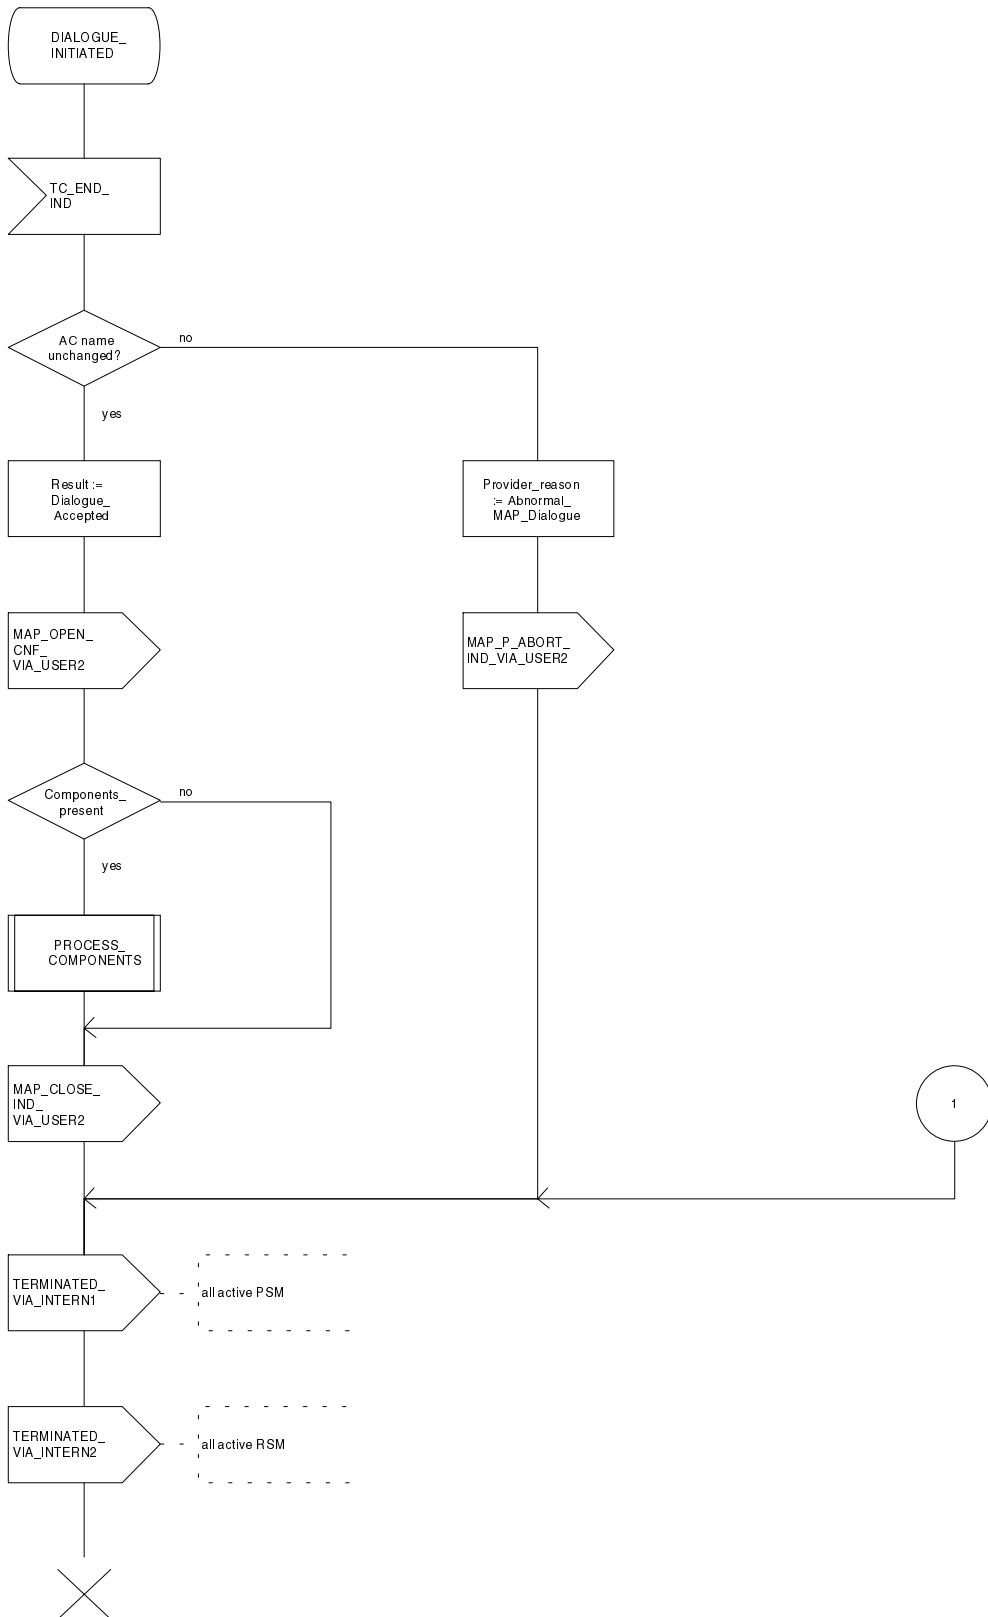 DIALOGUE_
INITIATED
TC_END_
IND
AC name
unchanged?
no
yes
Result :=
Dialogue_
Accepted
Provider_reason
:= Abnormal_
MAP_Dialogue
MAP_OPEN_
CNF_
VIA_USER2
MAP_P_ABORT_
IND_VIA_USER2
Components_
present
no
yes
PROCESS_
COMPONENTS
MAP_CLOSE_
IND_
VIA_USER2
1
TERMINATED_
VIA_INTERN1
all active PSM
TERMINATED_
VIA_INTERN2
all active RSM